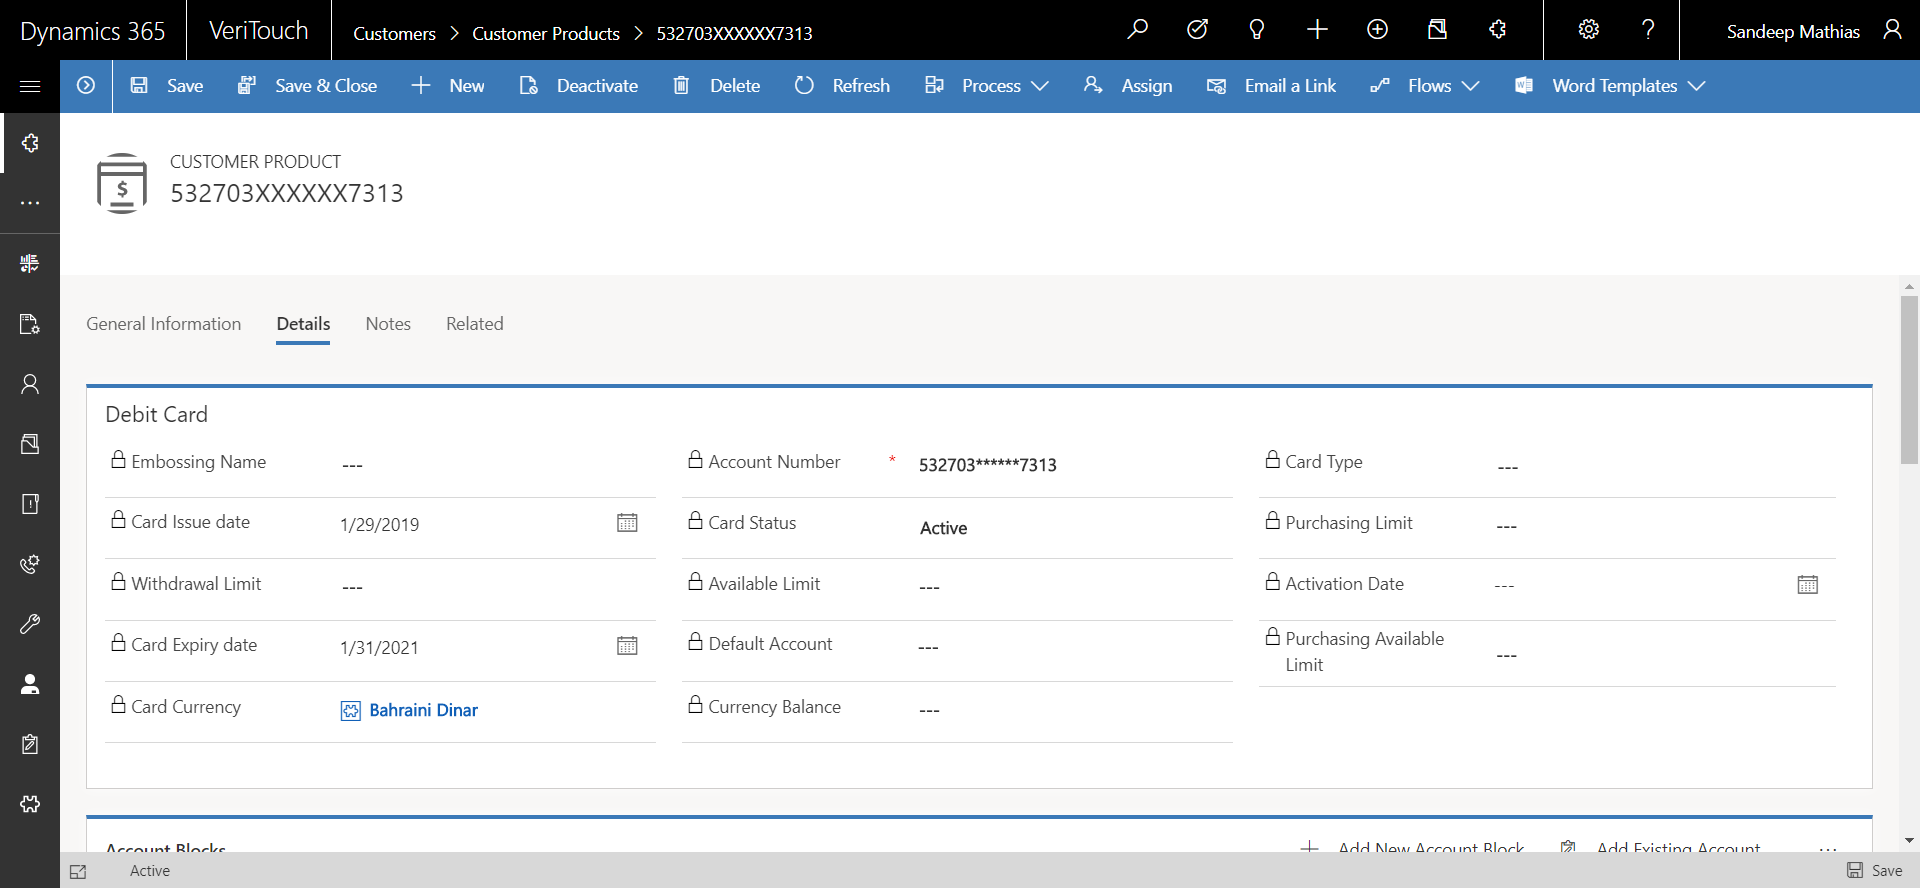 Dynamics 365
VeriTouch
Customers > Customer Products > 532703XXXXXX7313
?
Sandeep Mathias
Save
Save & Close
New
Deactivate
Delete
Refresh
Process
Assign
Email a Link
Flows
Word Templates
CUSTOMER PRODUCT
532703XXXXXX7313
General Information
Details
Notes
Related
Debit Card
Embossing Name ---
Account Number * 532703******7313
Card Type ---
Card Issue date 1/29/2019
Card Status Active
Purchasing Limit ---
Withdrawal Limit ---
Available Limit ---
Activation Date ---
Card Expiry date 1/31/2021
Default Account ---
Purchasing Available
Limit ---
Card Currency Bahraini Dinar
Currency Balance ---
Account Blocks
Add New Account Block
Add Existing Account
...
Active
Save